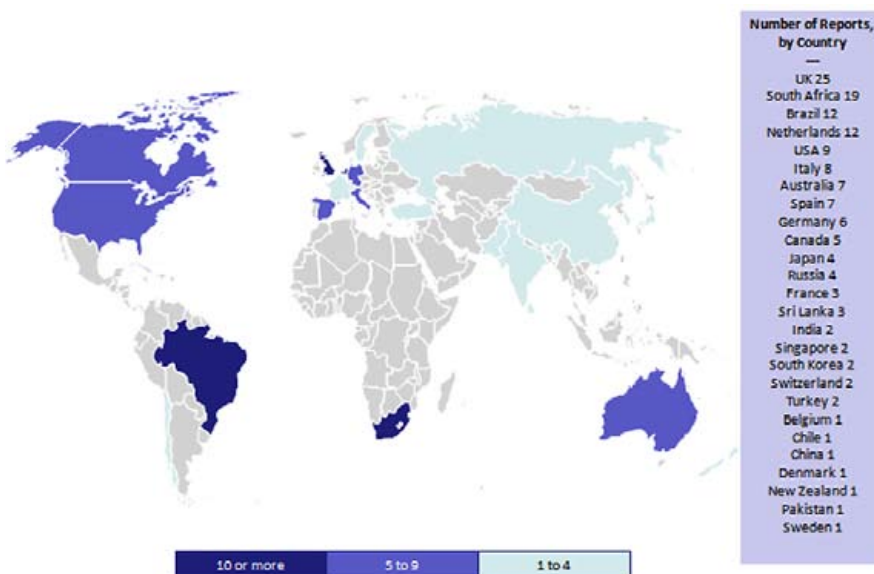 Number of Reports,
by Country
—
UK 25
South Africa 19
Brazil 12
Netherlands 12
USA 9
Italy 8
Australia 7
Spain 7
Germany 6
Canada 5
Japan 4
Russia 4
France 3
Sri Lanka 3
India 2
Singapore 2
South Korea 2
Switzerland 2
Turkey 2
Belgium 1
Chile 1
China 1
Denmark 1
New Zealand 1
Pakistan 1
Sweden 1
10 or more 5 to 9 1 to 4